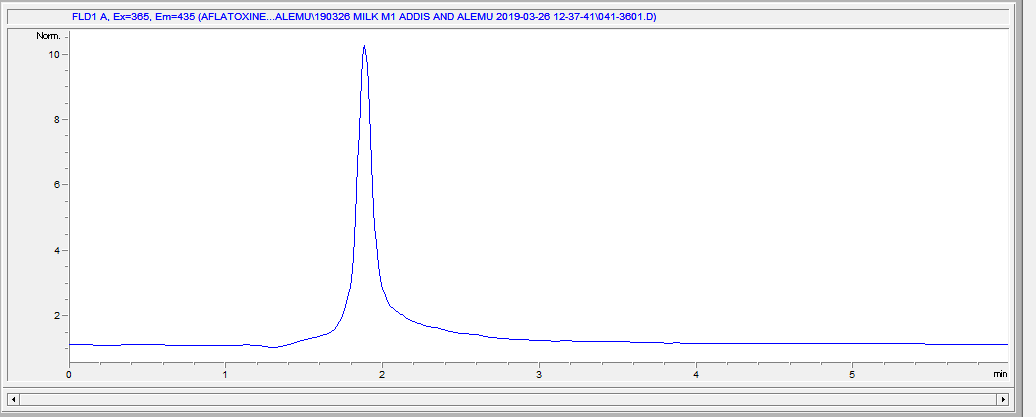 FLD1 A, Ex=365, Em=435 (AFLATOXINE...ALEMU\190326 MILK M1 ADDIS AND ALEMU 2019-03-26 12-37-41\041-3601.D)
Norm.
10
8
6
4
2
0 1 2 3 4 5 min